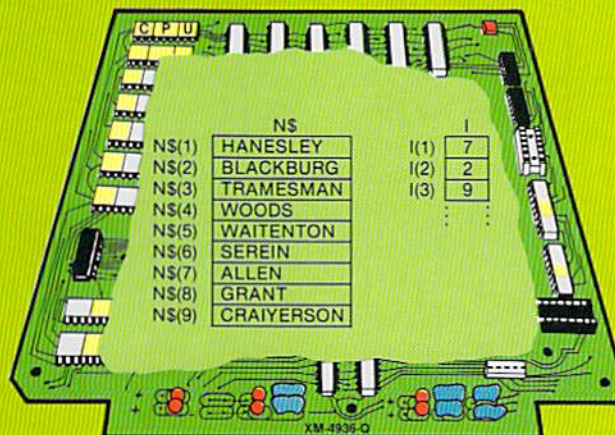 CPU
N$ I
N$(1) HANESLEY I(1) 7
N$(2) BLACKBURG I(2) 2
N$(3) TRAMESMAN I(3) 9
N$(4) WOODS
N$(5) WAITENTON
N$(6) SEREIN
N$(7) ALLEN
N$(8) GRANT
N$(9) CRAIYERSON
+ +
- -
XM-4936-Q